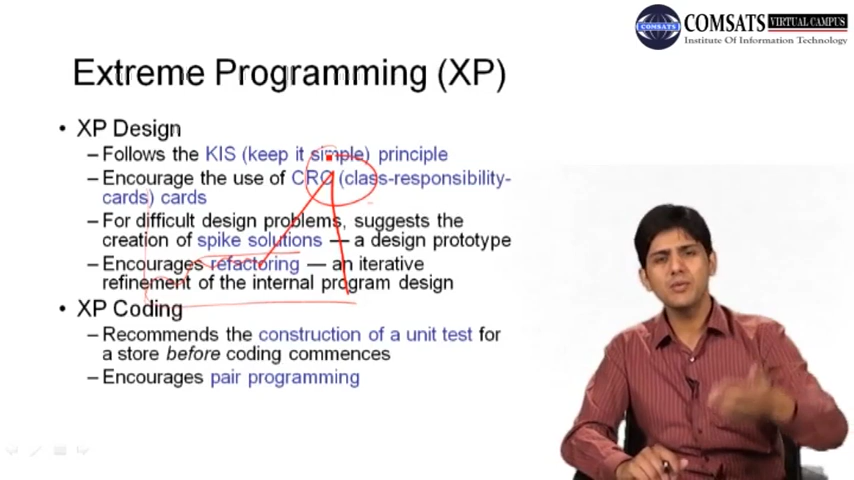 COMSATS VIRTUAL CAMPUS
COMSATS
Institute Of Information Technology
Extreme Programming (XP)
• XP Design
– Follows the KIS (keep it simple) principle
– Encourage the use of CRC (class-responsibility-
cards) cards
– For difficult design problems, suggests the
creation of spike solutions — a design prototype
– Encourages refactoring — an iterative
refinement of the internal program design
• XP Coding
– Recommends the construction of a unit test for
a store before coding commences
– Encourages pair programming